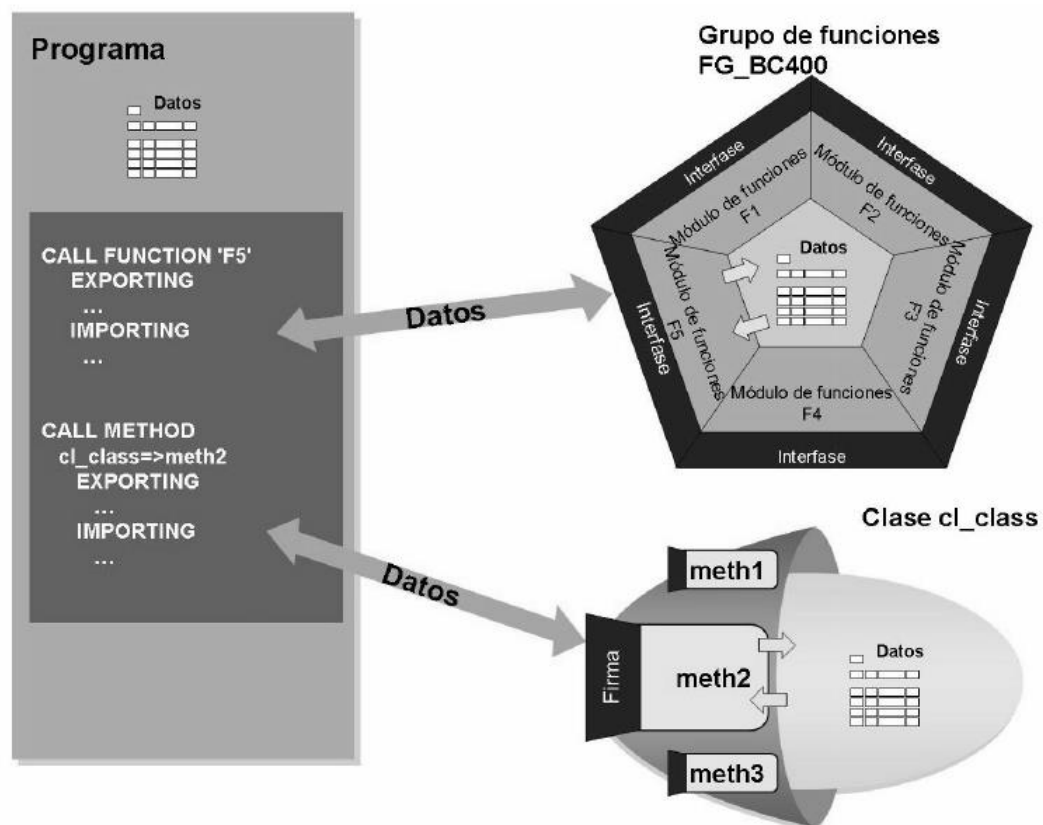 Programa
Datos
CALL FUNCTION 'F5'
EXPORTING
...
IMPORTING
...
CALL METHOD
cl_class=>meth2
EXPORTING
...
IMPORTING
...
Datos
Datos
Grupo de funciones
FG_BC400
Interfase
Interfase
Módulo de funciones
F1
Módulo de funciones
F2
Datos
Módulo de funciones
F5
Módulo de funciones
F3
Interfase
Interfase
Módulo de funciones
F4
Interfase
Clase cl_class
meth1
Firma
meth2
Datos
meth3